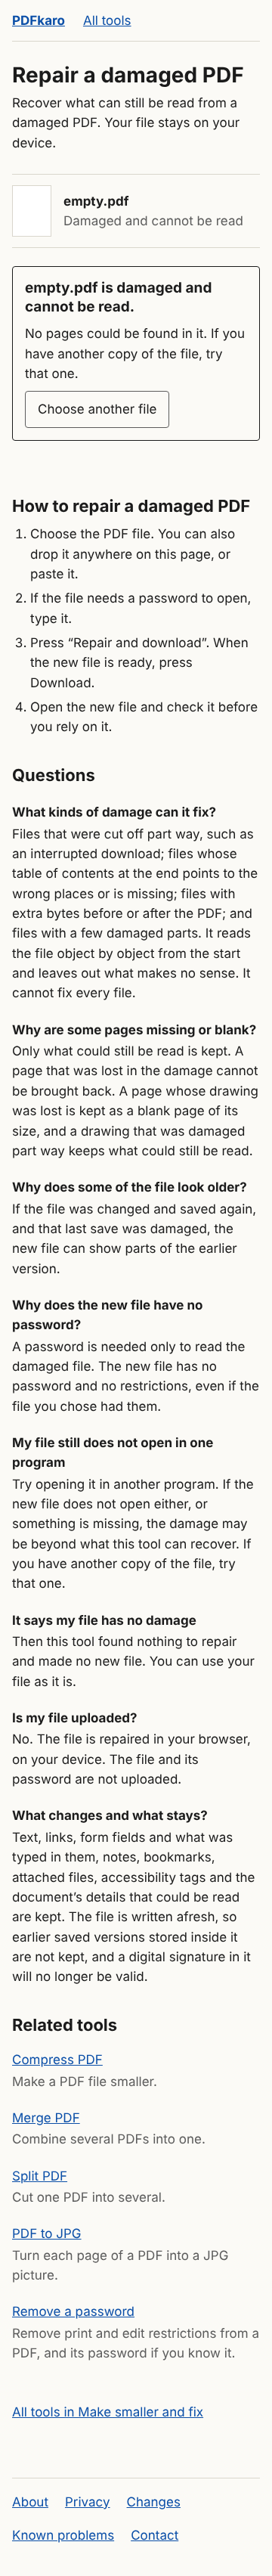 PDFkaro All tools
Repair a damaged PDF
Recover what can still be read from a
damaged PDF. Your file stays on your
device.
empty.pdf
Damaged and cannot be read
empty.pdf is damaged and
cannot be read.
No pages could be found in it. If you
have another copy of the file, try
that one.
Choose another file
How to repair a damaged PDF
1. Choose the PDF file. You can also
drop it anywhere on this page, or
paste it.
2. If the file needs a password to open,
type it.
3. Press “Repair and download”. When
the new file is ready, press
Download.
4. Open the new file and check it before
you rely on it.
Questions
What kinds of damage can it fix?
Files that were cut off part way, such as
an interrupted download; files whose
table of contents at the end points to the
wrong places or is missing; files with
extra bytes before or after the PDF; and
files with a few damaged parts. It reads
the file object by object from the start
and leaves out what makes no sense. It
cannot fix every file.
Why are some pages missing or blank?
Only what could still be read is kept. A
page that was lost in the damage cannot
be brought back. A page whose drawing
was lost is kept as a blank page of its
size, and a drawing that was damaged
part way keeps what could still be read.
Why does some of the file look older?
If the file was changed and saved again,
and that last save was damaged, the
new file can show parts of the earlier
version.
Why does the new file have no
password?
A password is needed only to read the
damaged file. The new file has no
password and no restrictions, even if the
file you chose had them.
My file still does not open in one
program
Try opening it in another program. If the
new file does not open either, or
something is missing, the damage may
be beyond what this tool can recover. If
you have another copy of the file, try
that one.
It says my file has no damage
Then this tool found nothing to repair
and made no new file. You can use your
file as it is.
Is my file uploaded?
No. The file is repaired in your browser,
on your device. The file and its
password are not uploaded.
What changes and what stays?
Text, links, form fields and what was
typed in them, notes, bookmarks,
attached files, accessibility tags and the
document’s details that could be read
are kept. The file is written afresh, so
earlier saved versions stored inside it
are not kept, and a digital signature in it
will no longer be valid.
Related tools
Compress PDF
Make a PDF file smaller.
Merge PDF
Combine several PDFs into one.
Split PDF
Cut one PDF into several.
PDF to JPG
Turn each page of a PDF into a JPG
picture.
Remove a password
Remove print and edit restrictions from a
PDF, and its password if you know it.
All tools in Make smaller and fix
About Privacy Changes
Known problems Contact